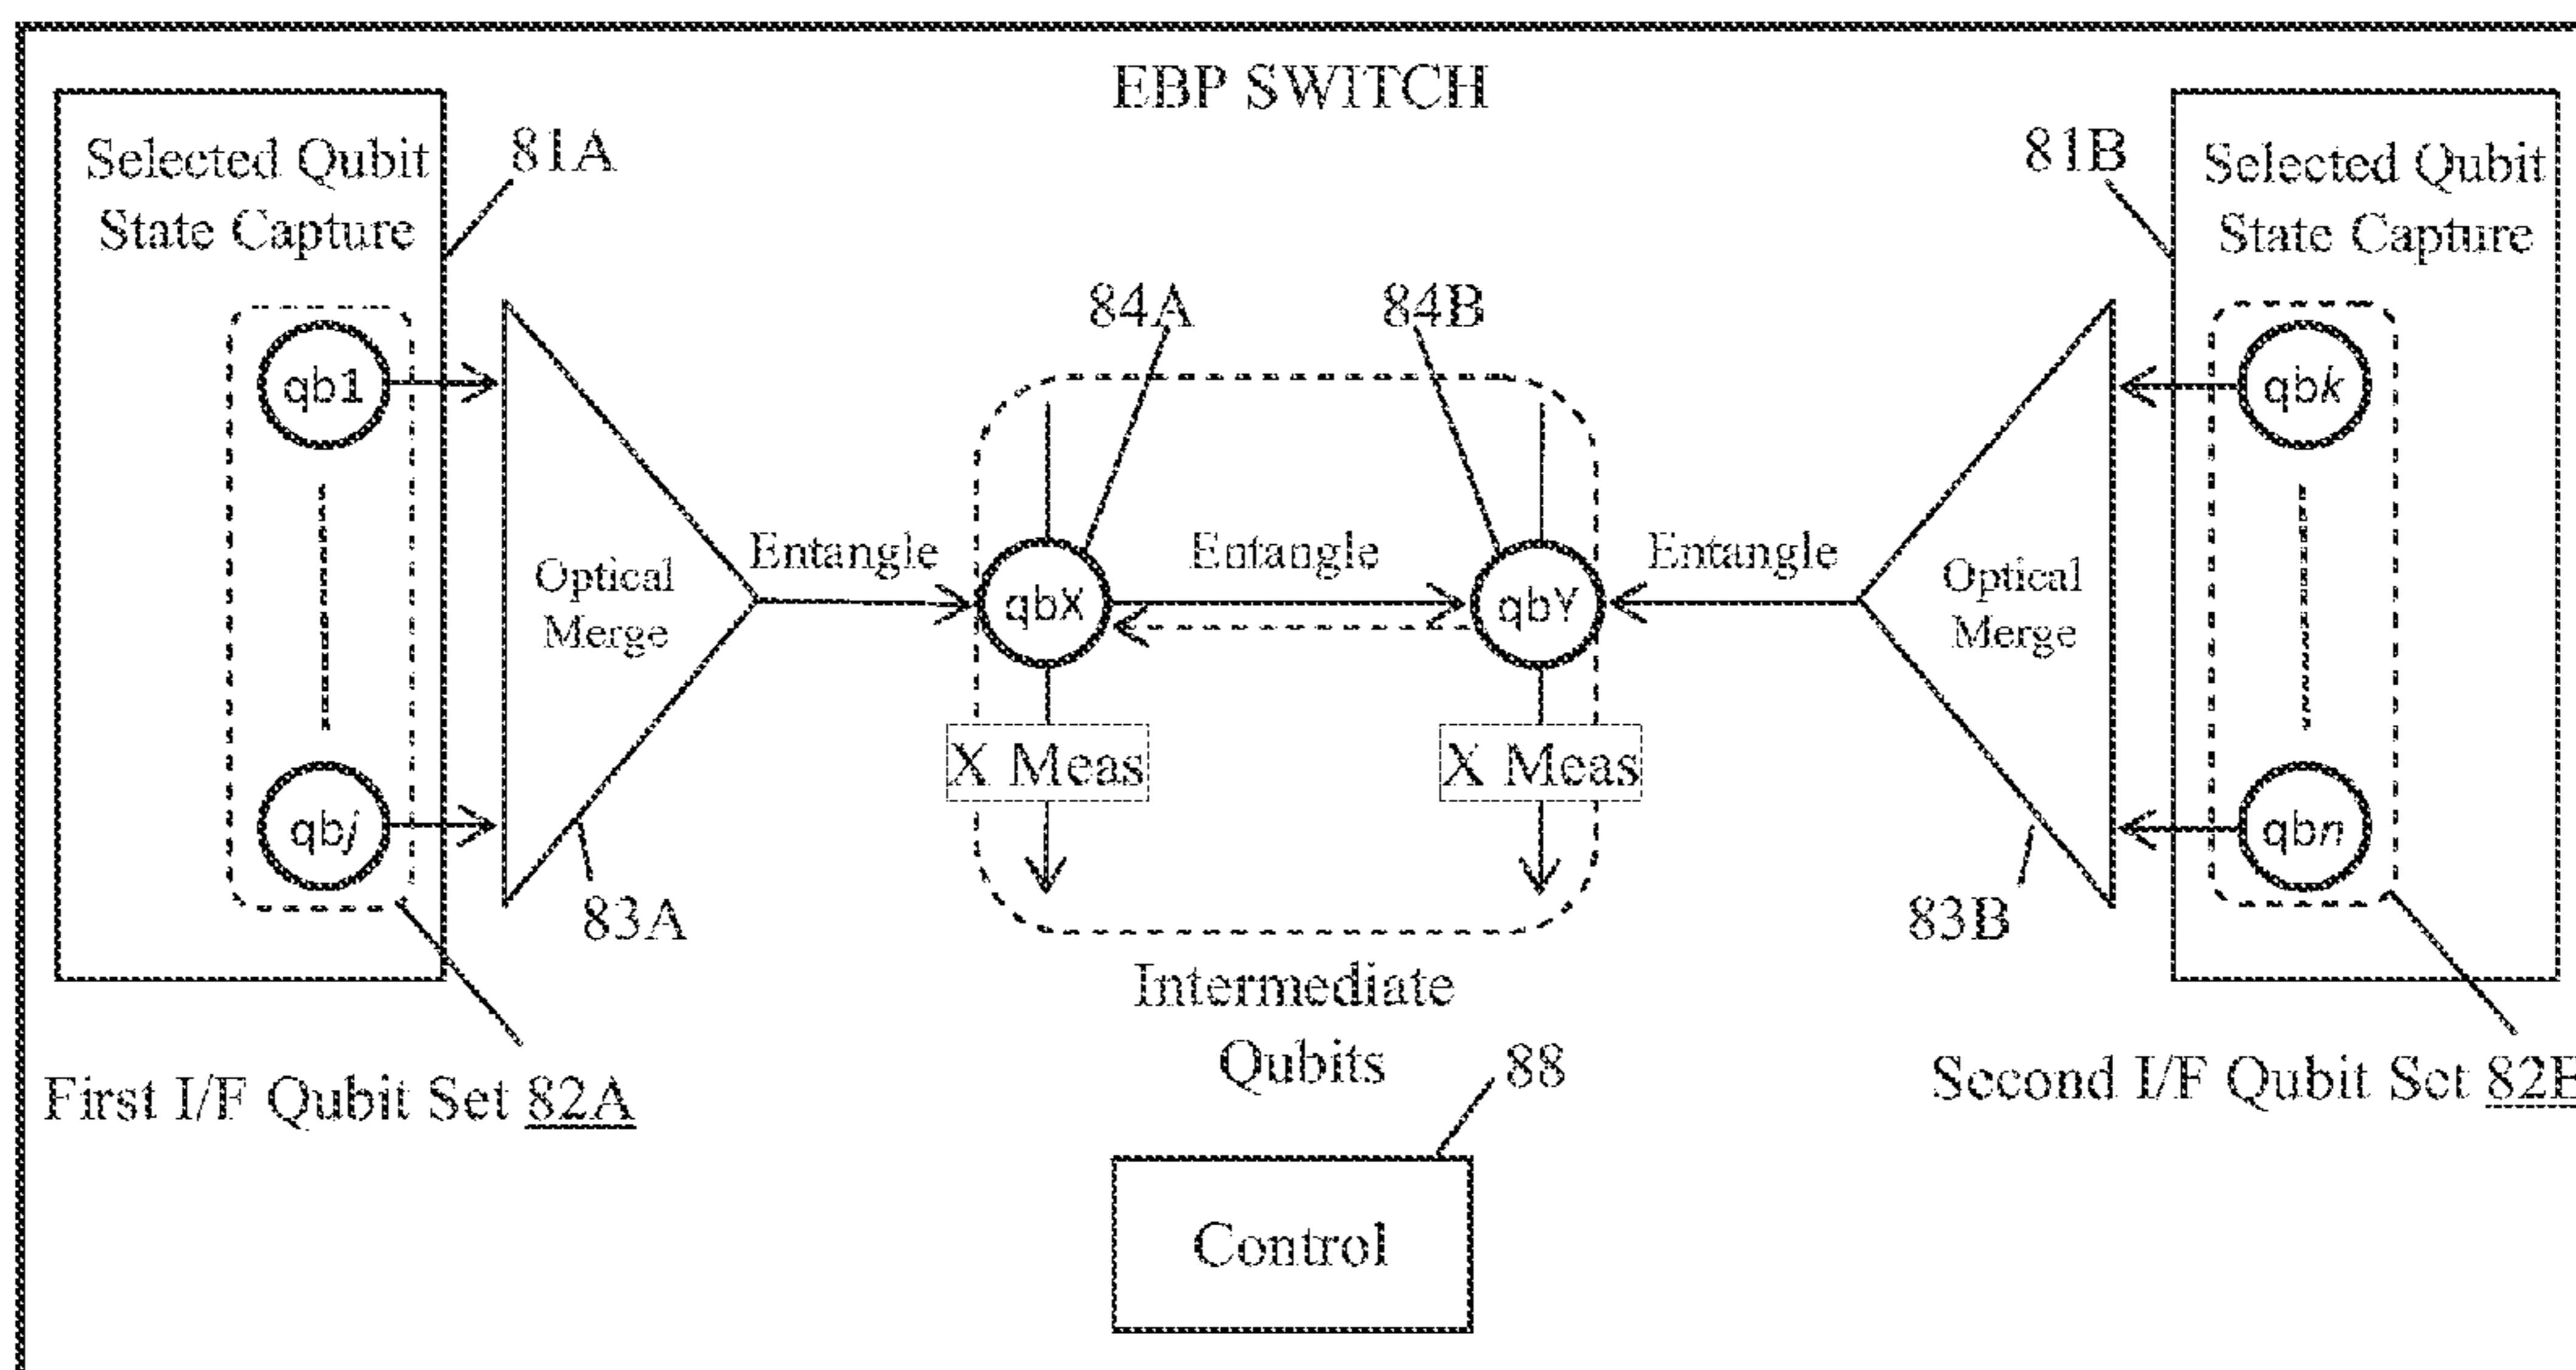 EBP SWITCH
Selected Qubit
State Capture
81A
81B
Selected Qubit
State Capture
84A
84B
qb1
qbk
Entangle
Entangle
Entangle
Optical
Merge
qbX
qbY
Optical
Merge
X Meas
X Meas
qbj
qbn
83A
83B
Intermediate
Qubits
88
First I/F Qubit Set 82A
Second I/F Qubit Set 82B
Control